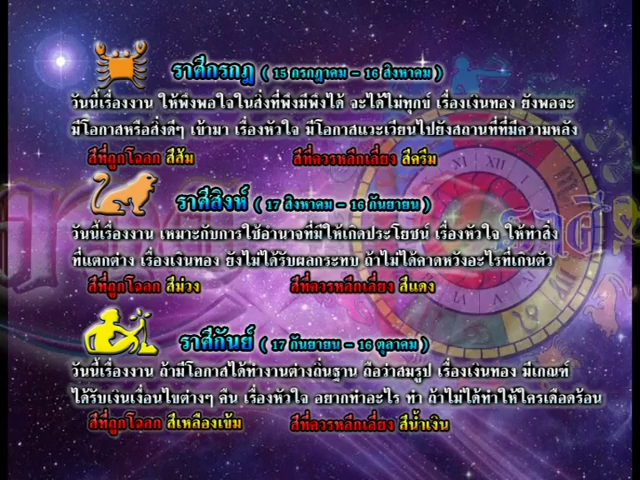 ราศีกรกฎ ( 15 กรกฎาคม - 16 สิงหาคม )
วันนี้เรื่องงาน ให้พึงพอใจในสิ่งที่พึงมีพึงได้ จะได้ไม่ทุกข์ เรื่องเงินทอง ยังพอจะ
มีโอกาสหรือสิ่งดีๆ เข้ามา เรื่องหัวใจ มีโอกาสแวะเวียนไปยังสถานที่ที่มีความหลัง
สีที่ถูกโฉลก สีส้ม สีที่ควรหลีกเลี่ยง สีครีม
ราศีสิงห์ ( 17 สิงหาคม - 16 กันยายน )
วันนี้เรื่องงาน เหมาะกับการใช้อำนาจที่มีให้เกิดประโยชน์ เรื่องหัวใจ ให้หาสิ่ง
ที่แตกต่าง เรื่องเงินทอง ยังไม่ได้รับผลกระทบ ถ้าไม่ได้คาดหวังอะไรที่เกินตัว
สีที่ถูกโฉลก สีม่วง สีที่ควรหลีกเลี่ยง สีแดง
ราศีกันย์ ( 17 กันยายน - 16 ตุลาคม )
วันนี้เรื่องงาน ถ้ามีโอกาสได้ทำงานต่างถิ่นฐาน ถือว่าสมรูป เรื่องเงินทอง มีเกณฑ์
ได้รับเงินเงื่อนไขต่างๆ คืน เรื่องหัวใจ อยากทำอะไร ทำ ถ้าไม่ได้ทำให้ใครเดือดร้อน
สีที่ถูกโฉลก สีเหลืองเข้ม สีที่ควรหลีกเลี่ยง สีน้ำเงิน